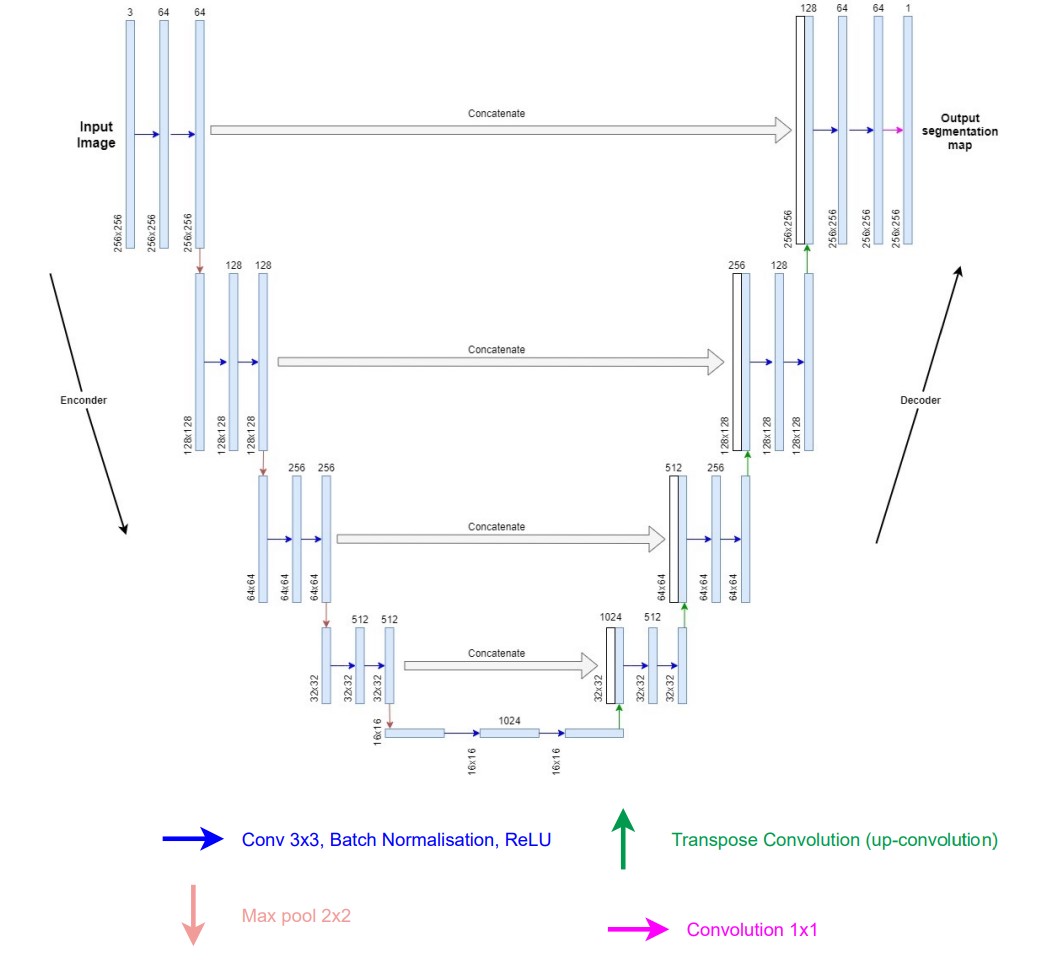 3
64
64
128
64
64
1
Concatenate
Input
Image
Output
segmentation
map
256x256
256x256
256x256
256x256
256x256
256x256
256x256
128
128
256
128
Concatenate
Enconder
Decoder
128x128
128x128
128x128
128x128
128x128
128x128
256
256
512
256
Concatenate
64x64
64x64
64x64
64x64
64x64
64x64
512
512
1024
512
Concatenate
32x32
32x32
32x32
32x32
32x32
32x32
1024
16x16
16x16
16x16
Conv 3x3, Batch Normalisation, ReLU
Transpose Convolution (up-convolution)
Max pool 2x2
Convolution 1x1